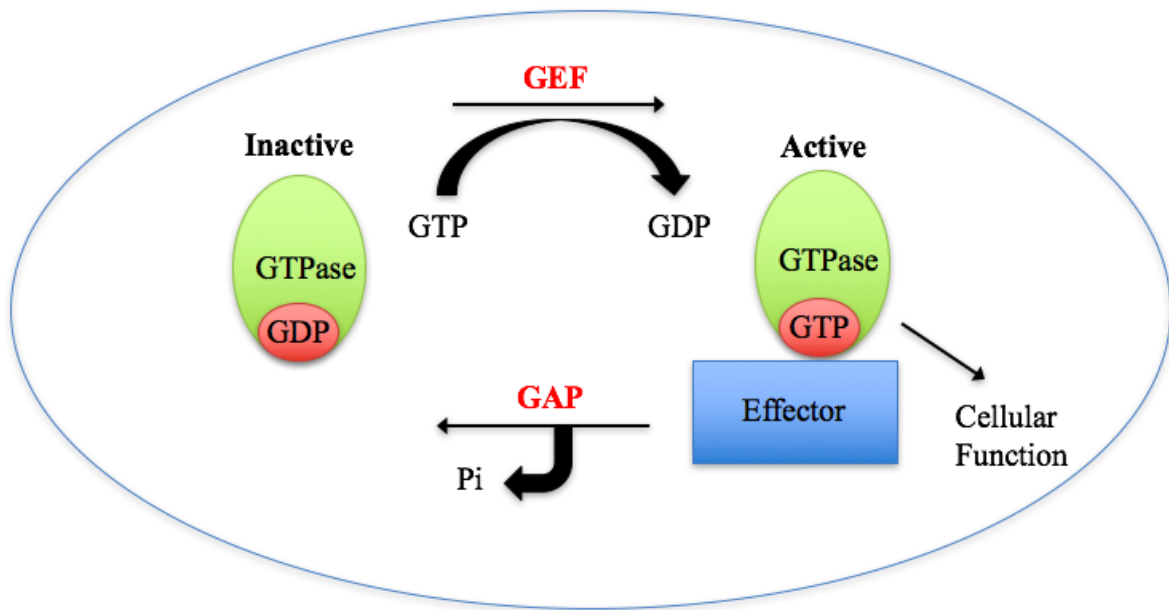 GEF
Inactive
Active
GTP
GDP
GTPase
GDP
GTPase
GTP
GAP
Effector
Pi
Cellular
Function